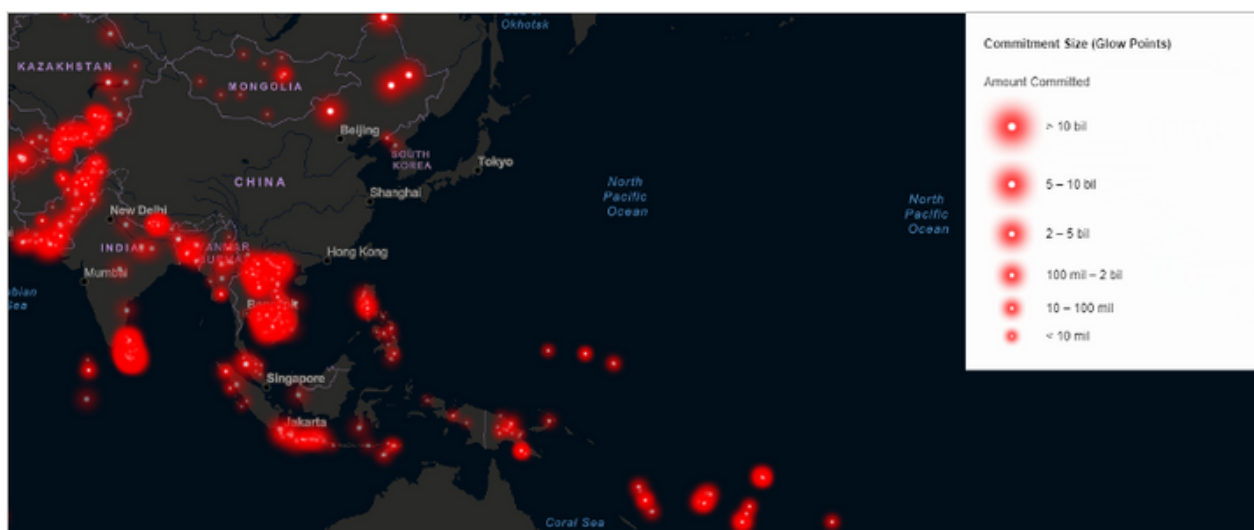 Okhotsk
KAZAKHSTAN
MONGOLIA
Beijing
SOUTH
KOREA
Tokyo
CHINA
Shanghai
New Delhi
INDIA
Hong Kong
Mumbai
Sea
Singapore
Jakarta
North
Pacific
Ocean
North
Pacific
Ocean
Coral Sea
Commitment Size (Glow Points)
Amount Committed
> 10 bil
5 – 10 bil
2 – 5 bil
100 mil – 2 bil
10 – 100 mil
< 10 mil